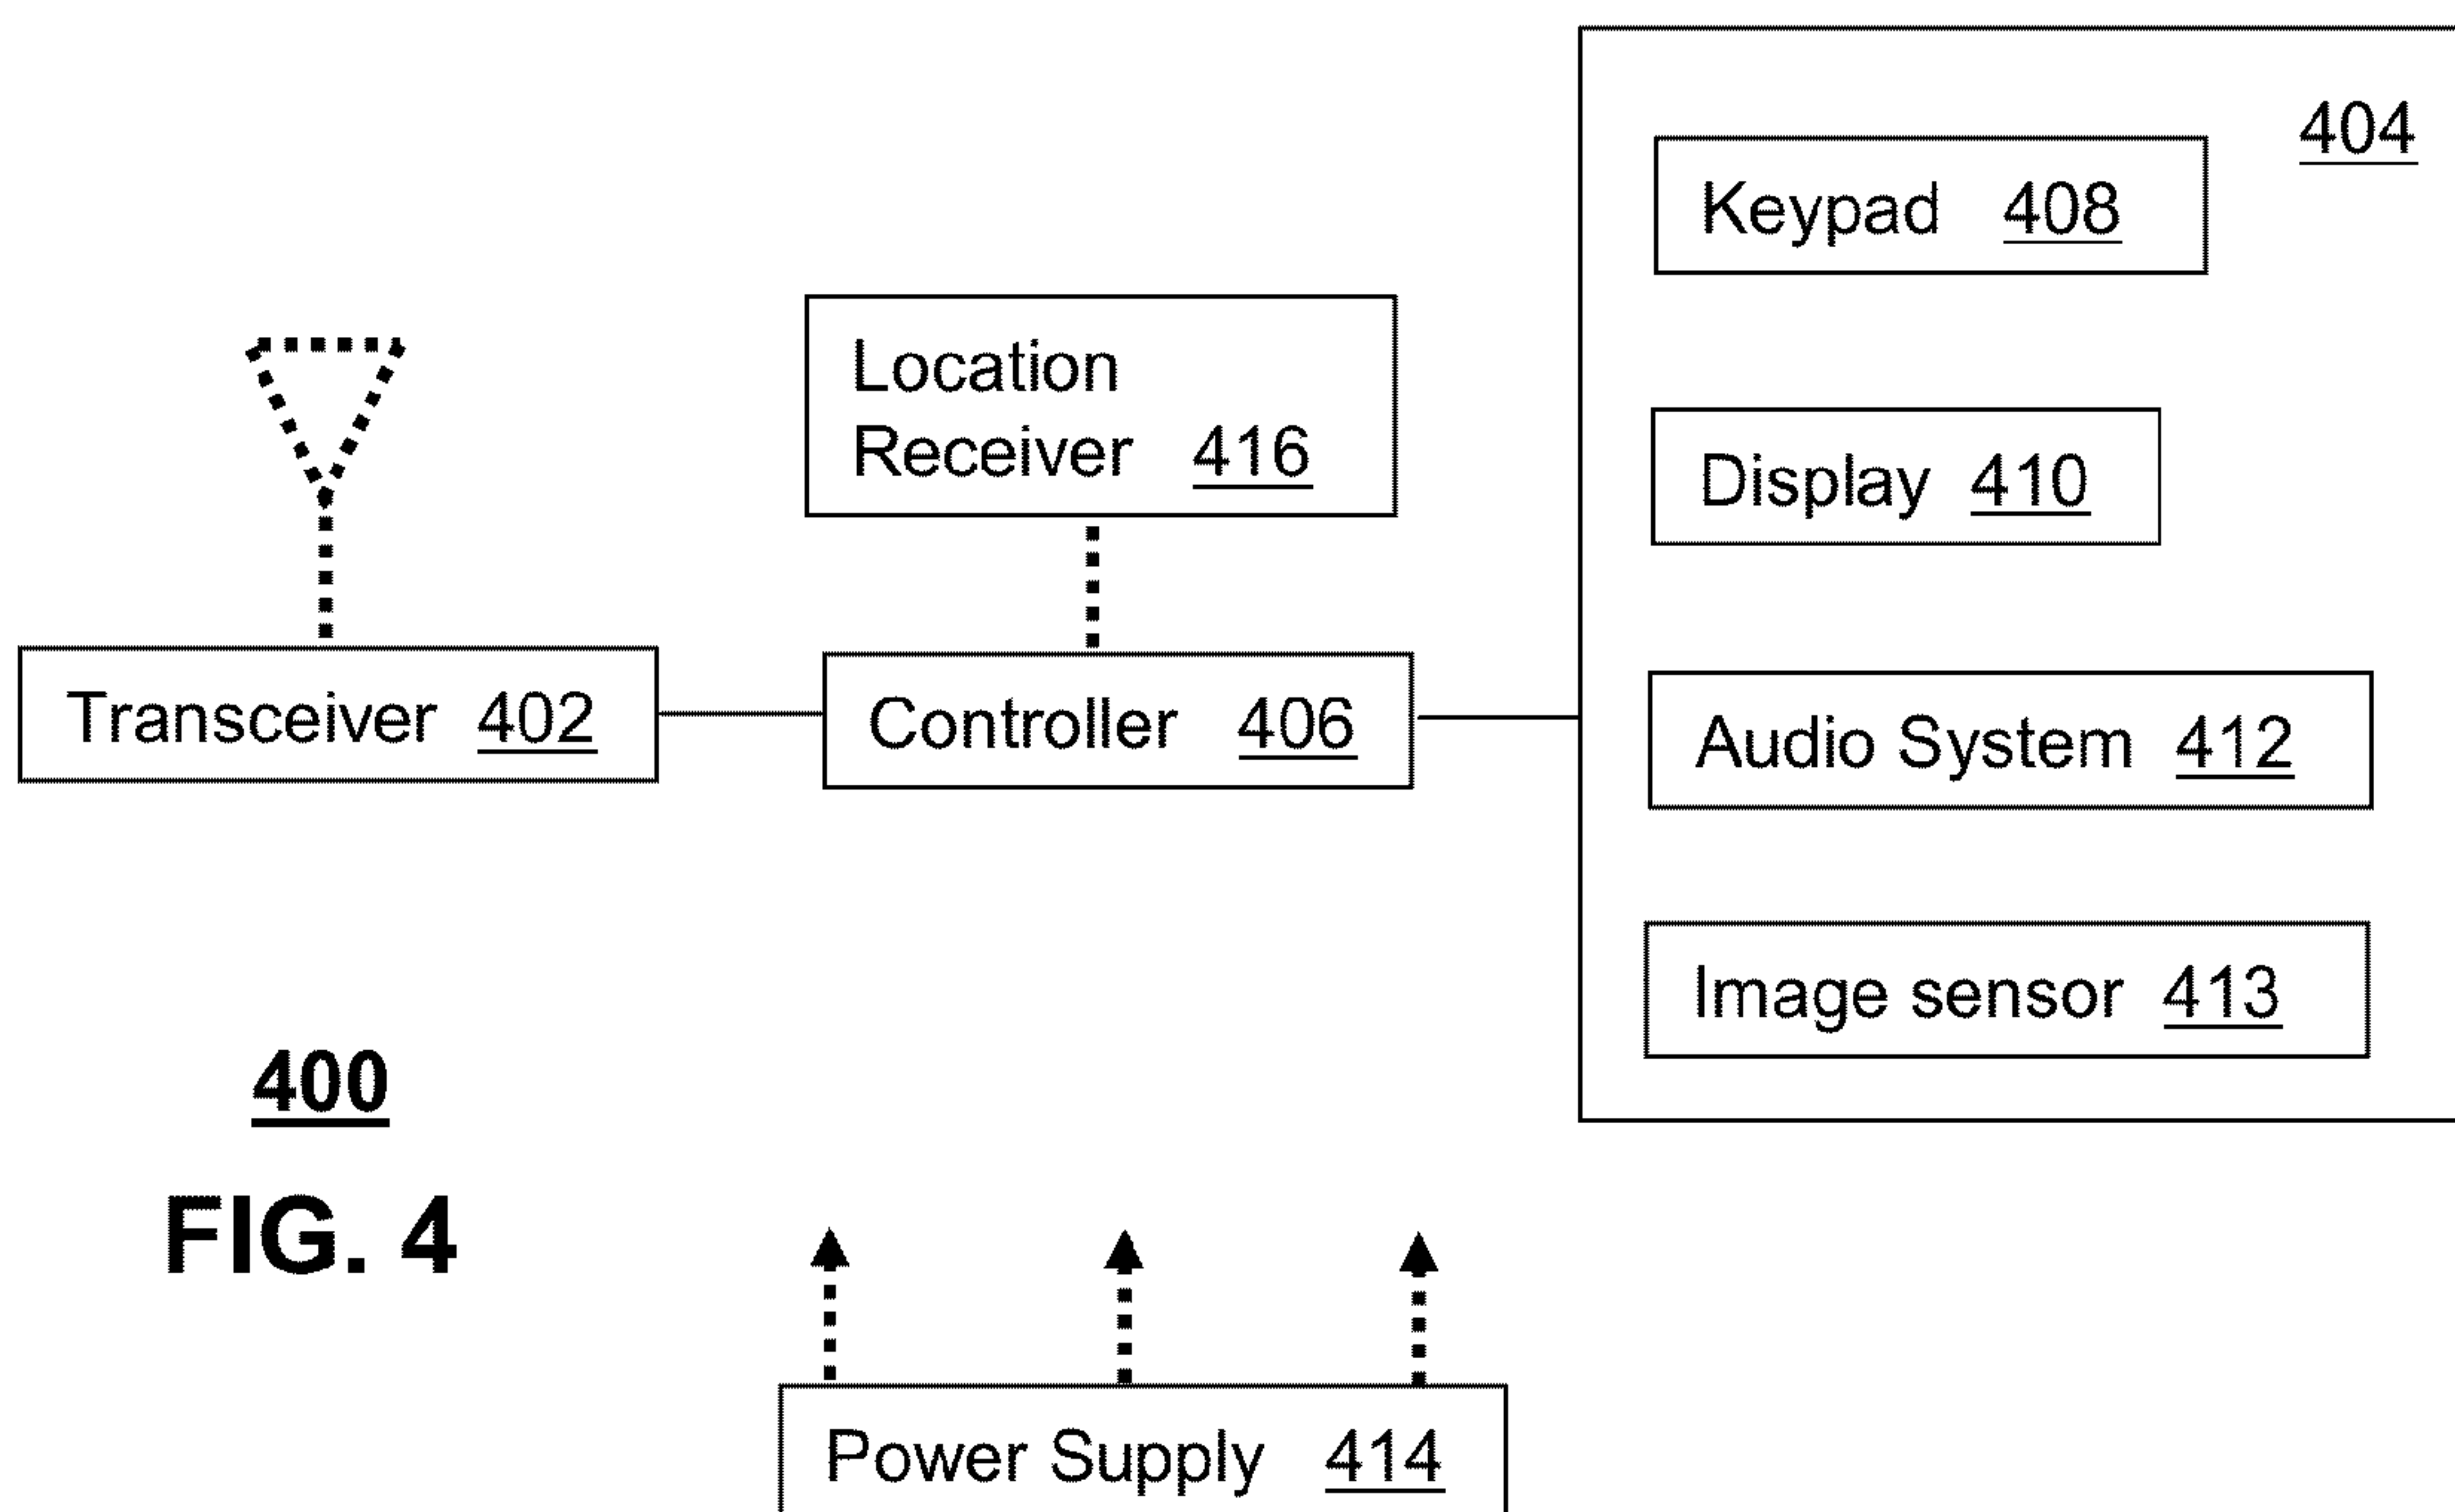 404
Keypad 408
Location
Receiver 416
Display 410
Transceiver 402
Controller 406
Audio System 412
Image sensor 413
400
FIG. 4
Power Supply 414